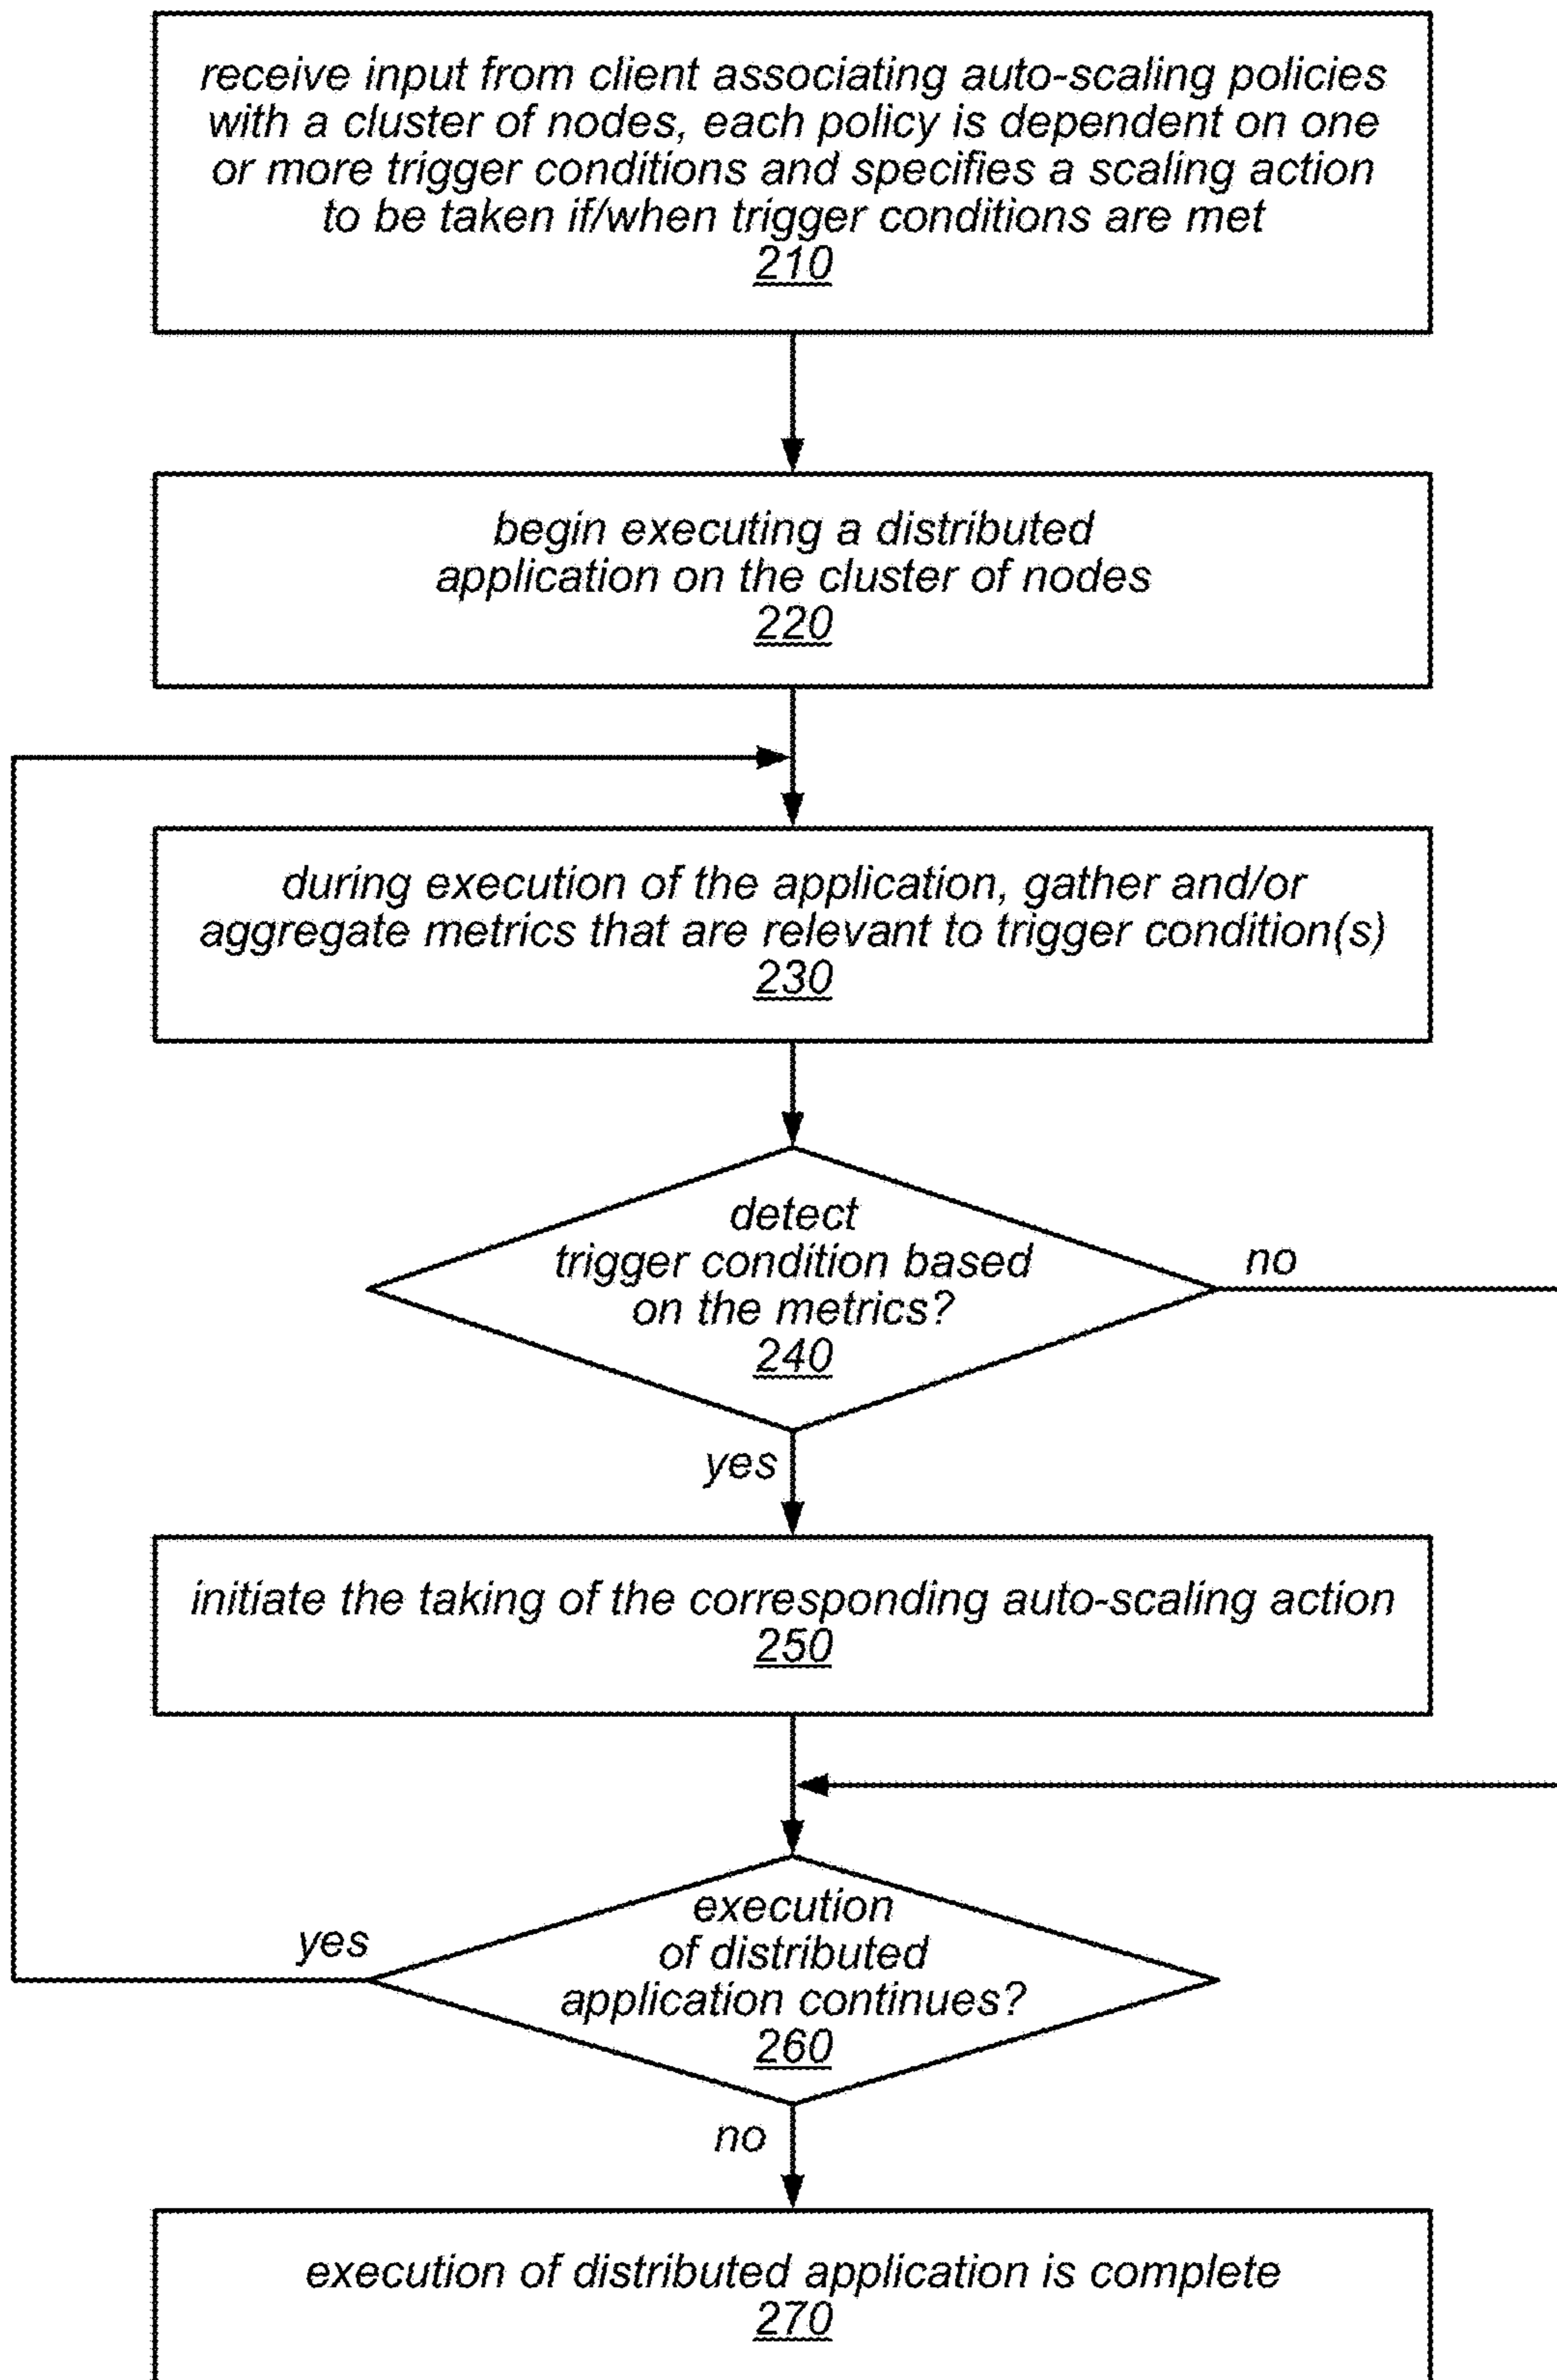 receive input from client associating auto-scaling policies
with a cluster of nodes, each policy is dependent on one
or more trigger conditions and specifies a scaling action
to be taken if/when trigger conditions are met
210
begin executing a distributed
application on the cluster of nodes
220
during execution of the application, gather and/or
aggregate metrics that are relevant to trigger condition(s)
230
detect
trigger condition based
on the metrics?
240
no
yes
initiate the taking of the corresponding auto-scaling action
250
execution
of distributed
application continues?
260
yes
no
execution of distributed application is complete
270